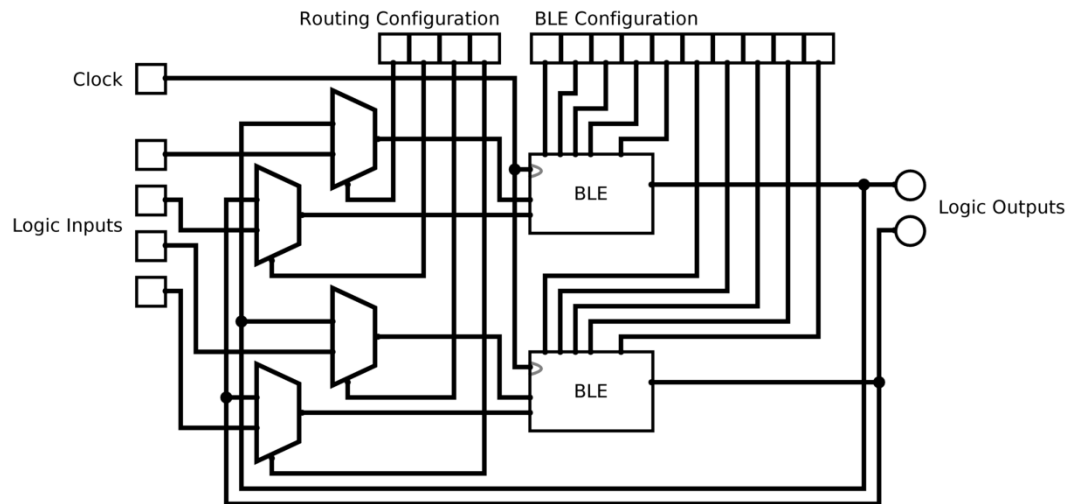 Routing Configuration
BLE Configuration
Clock
BLE
Logic Inputs
Logic Outputs
BLE